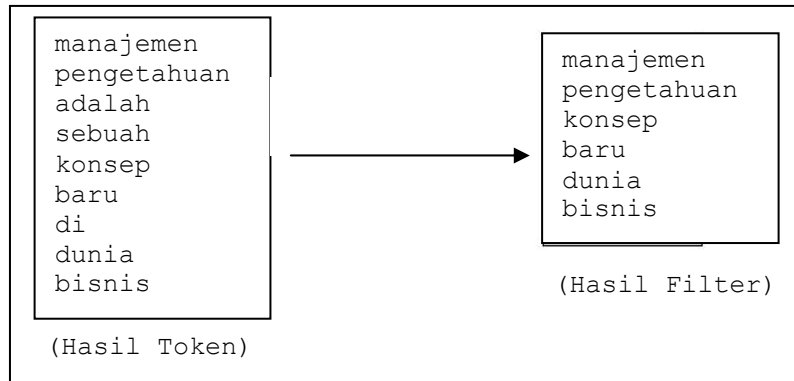 manajemen
pengetahuan
adalah
sebuah
konsep
baru
di
dunia
bisnis
(Hasil Token)
manajemen
pengetahuan
konsep
baru
dunia
bisnis
(Hasil Filter)